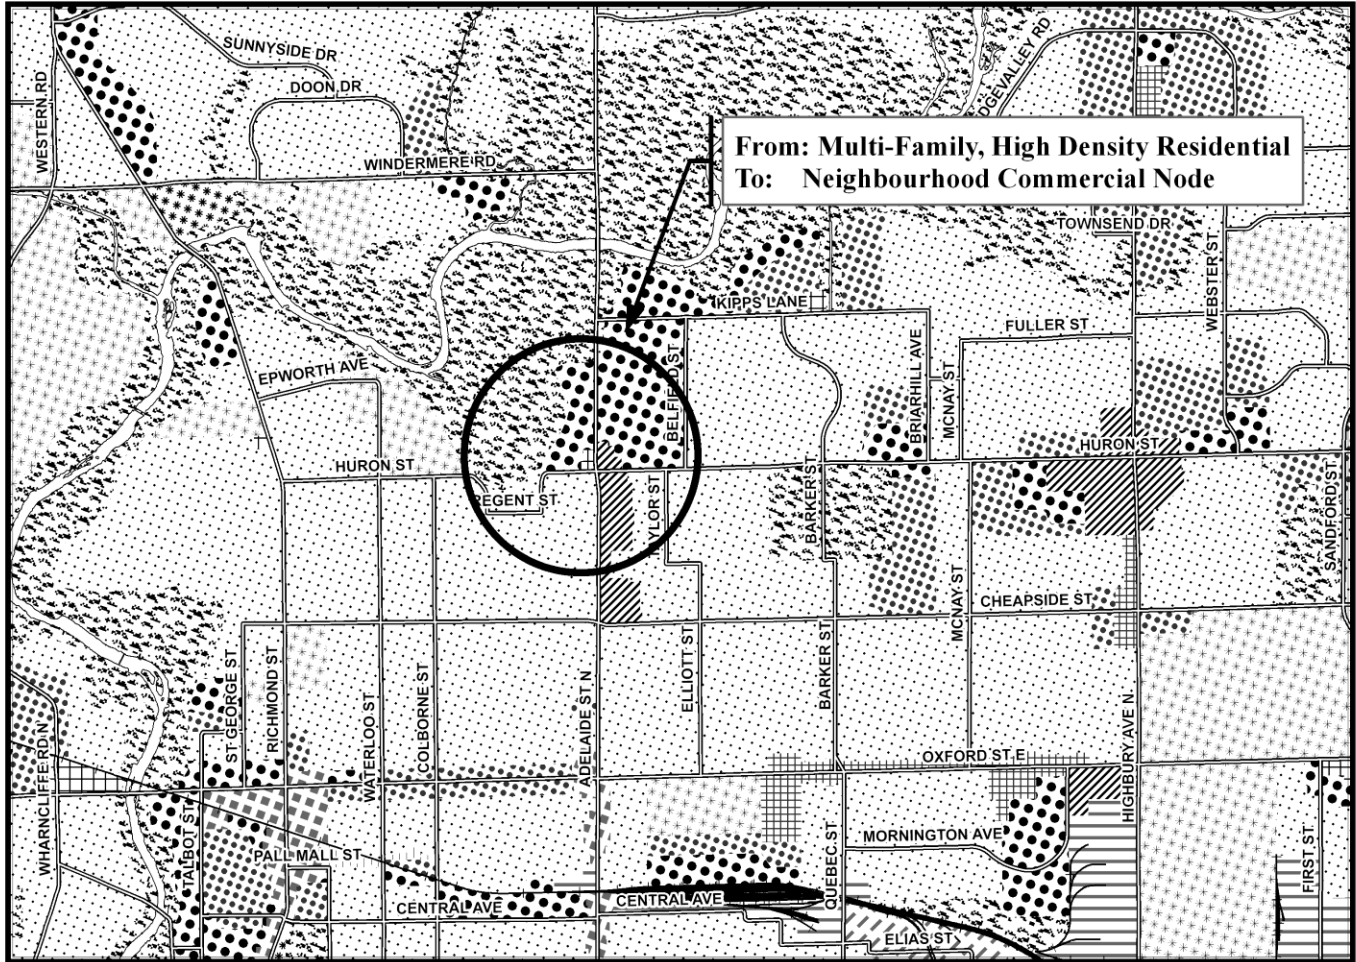 SUNNYSIDE DR
DOON DR
WESTERN RD
WINDERMERE RD
DGEVALLEY RD
From: Multi-Family, High Density Residential
To: Neighbourhood Commercial Node
TOWNSEND DR
WEBSTER ST
KIPPS LANE
FULLER ST
EPWORTH AVE
BELFIELD ST
BRIARHILL AVE
MCNAY ST
HURON ST
HURON ST
REGENT ST
TAYLOR ST
BARKER ST
SANDFORD ST
MCNAY ST
CHEAPSIDE ST
ST GEORGE ST
RICHMOND ST
WATERLOO ST
COLBORNE ST
ADELAIDE ST N
ELLIOTT ST
BARKER ST
HIGHBURY AVE N
OXFORD ST E
WHARNCLIFFE RD N
TALBOT ST
PALL MALL ST
MORNINGTON AVE
QUEBEC ST
FIRST ST
CENTRAL AVE
CENTRAL AVE
ELIAS ST